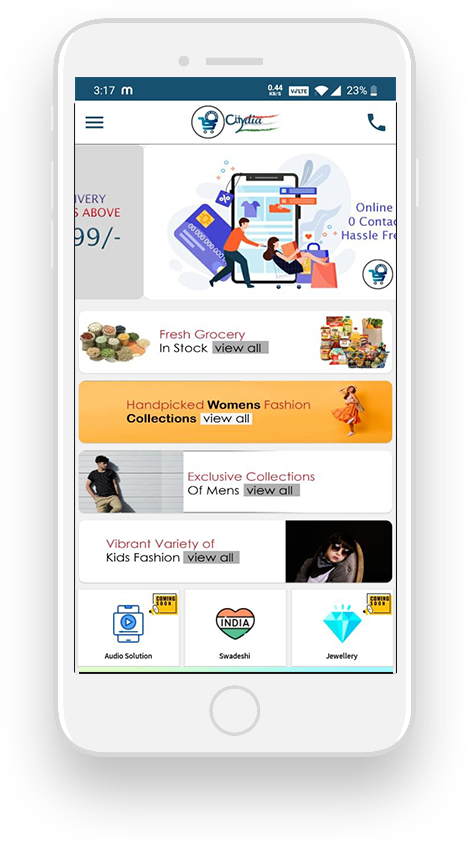 3:17 m 0.44 KB/S VoLTE 23%
Citydia
IVERY
S ABOVE
99/-
Online
0 Contac
Hassle Fre
Fresh Grocery
In Stock view all
Handpicked Womens Fashion
Collections view all
Exclusive Collections
Of Mens view all
Vibrant Variety of
Kids Fashion view all
COMING SOON
INDIA
COMING SOON
Audio Solution
Swadeshi
Jewellery